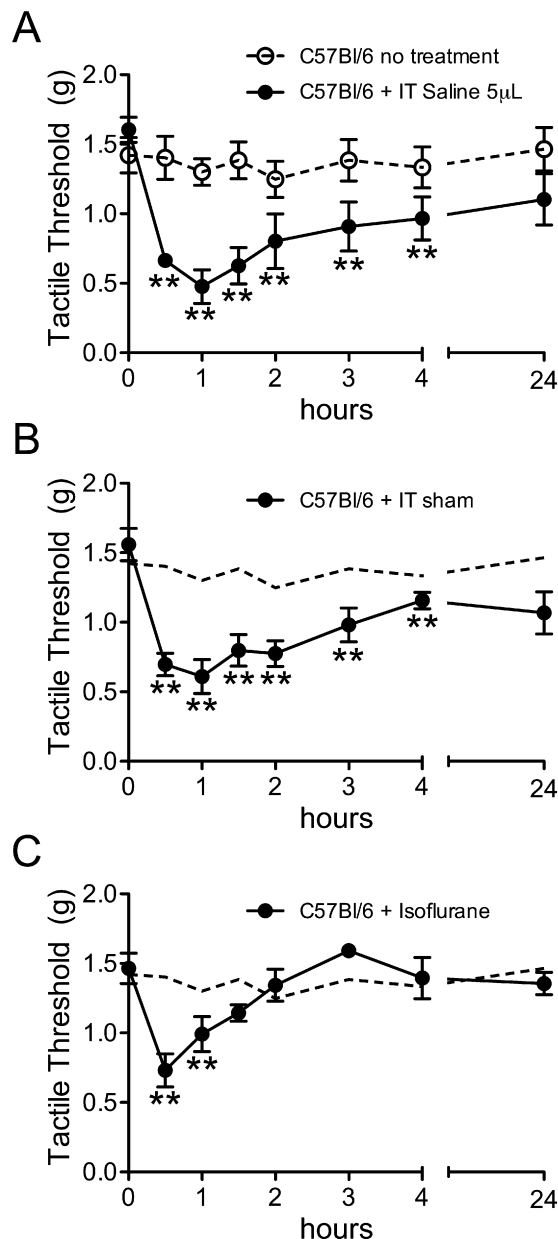 A
C57Bl/6 no treatment
C57Bl/6 + IT Saline 5µL
Tactile Threshold (g)
2.0
1.5
1.0
0.5
0.0
** ** ** ** ** **
0 1 2 3 4 24
hours
B
C57Bl/6 + IT sham
Tactile Threshold (g)
2.0
1.5
1.0
0.5
0.0
** ** ** ** ** **
0 1 2 3 4 24
hours
C
C57Bl/6 + Isoflurane
Tactile Threshold (g)
2.0
1.5
1.0
0.5
0.0
** **
0 1 2 3 4 24
hours